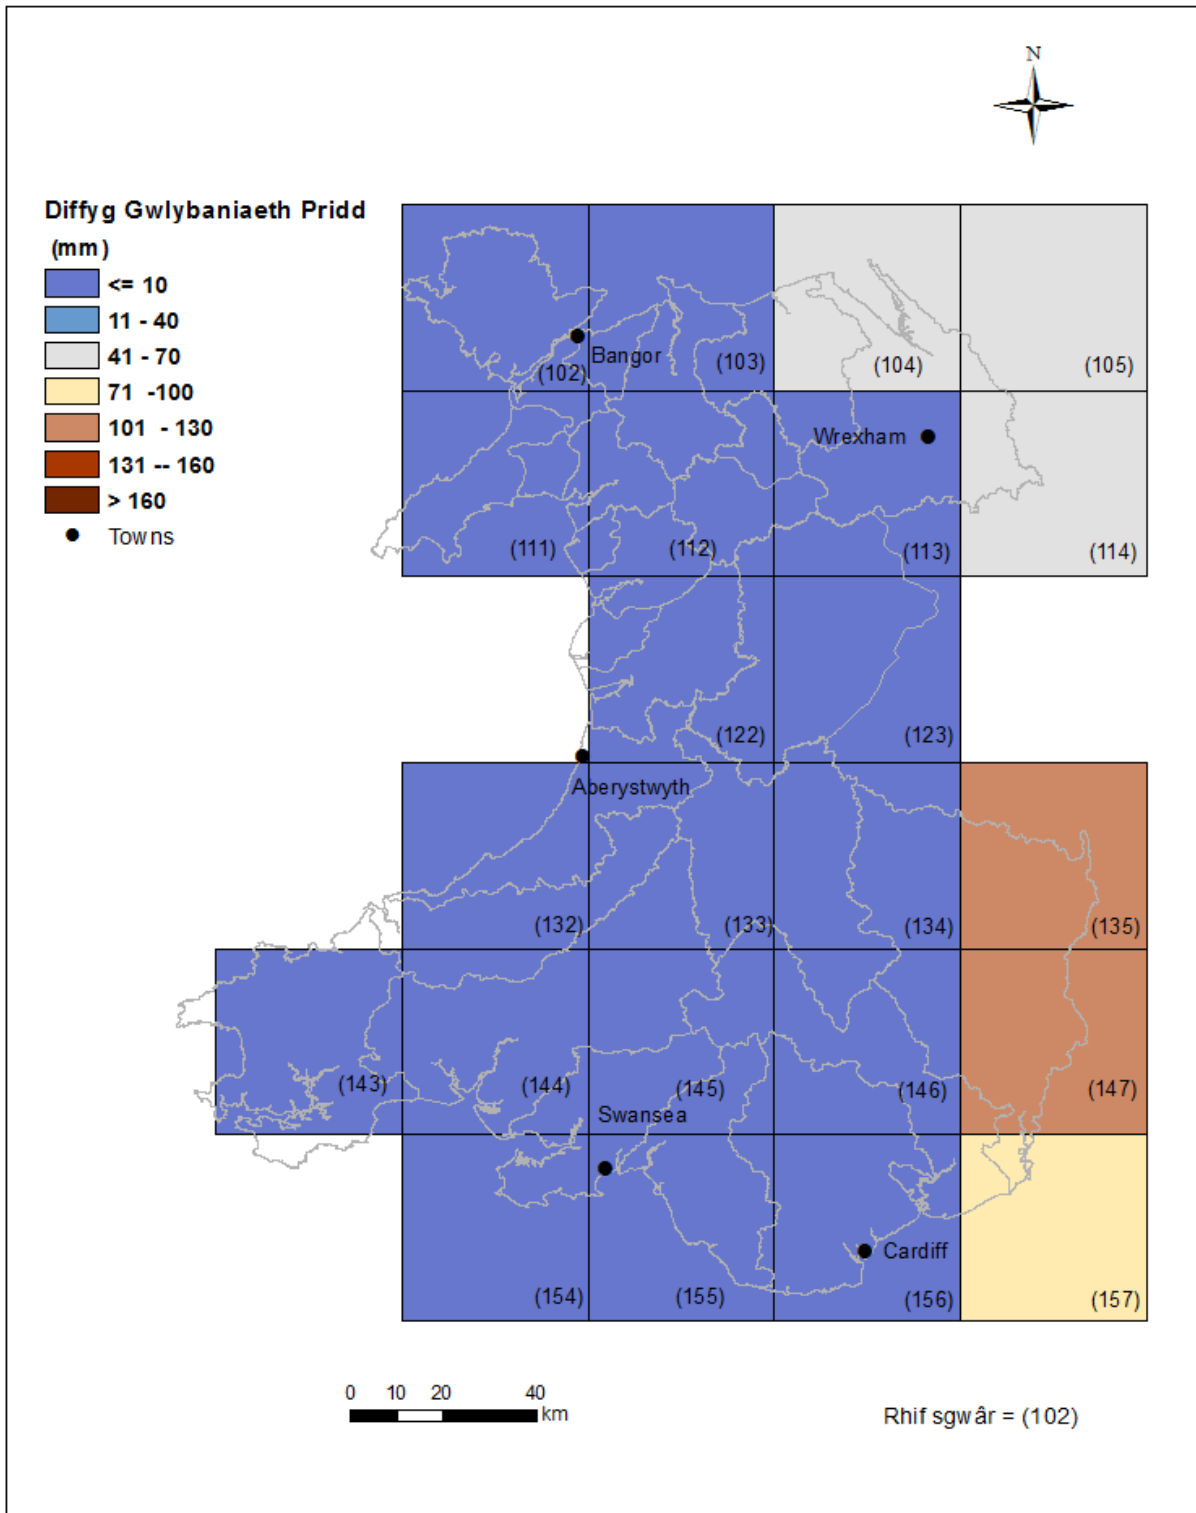 N
Diffyg Gwlybaniaeth Pridd
(mm)
<= 10
11 - 40
41 - 70
71 -100
101 - 130
131 -- 160
> 160
Towns
Bangor
(102)
(103)
(104)
(105)
Wrexham
(111)
(112)
(113)
(114)
(122)
(123)
Aberystwyth
(132)
(133)
(134)
(135)
(143)
(144)
(145)
(146)
(147)
Swansea
Cardiff
(154)
(155)
(156)
(157)
0 10 20 40
km
Rhif sgwâr = (102)